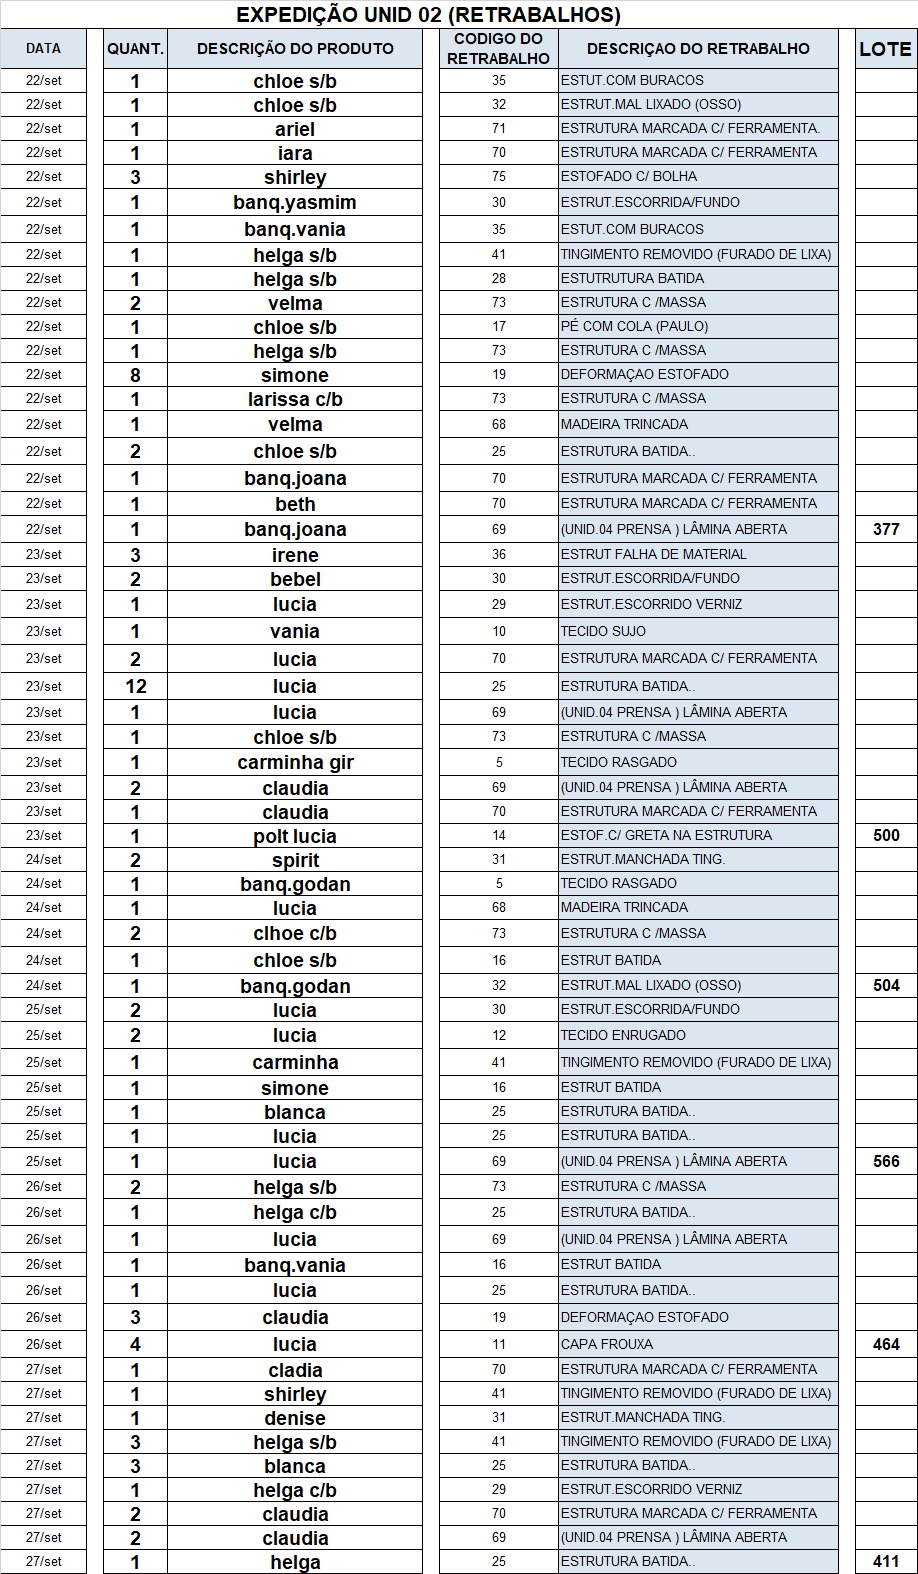 EXPEDIÇÃO UNID 02 (RETRABALHOS)
DATA QUANT. DESCRIÇÃO DO PRODUTO CODIGO DO RETRABALHO DESCRIÇAO DO RETRABALHO LOTE
22/set 1 chloe s/b 35 ESTUT.COM BURACOS
22/set 1 chloe s/b 32 ESTRUT.MAL LIXADO (OSSO)
22/set 1 ariel 71 ESTRUTURA MARCADA C/ FERRAMENTA.
22/set 1 iara 70 ESTRUTURA MARCADA C/ FERRAMENTA
22/set 3 shirley 75 ESTOFADO C/ BOLHA
22/set 1 banq.yasmim 30 ESTRUT.ESCORRIDA/FUNDO
22/set 1 banq.vania 35 ESTUT.COM BURACOS
22/set 1 helga s/b 41 TINGIMENTO REMOVIDO (FURADO DE LIXA)
22/set 1 helga s/b 28 ESTUTRUTURA BATIDA
22/set 2 velma 73 ESTRUTURA C /MASSA
22/set 1 chloe s/b 17 PÉ COM COLA (PAULO)
22/set 1 helga s/b 73 ESTRUTURA C /MASSA
22/set 8 simone 19 DEFORMAÇAO ESTOFADO
22/set 1 larissa c/b 73 ESTRUTURA C /MASSA
22/set 1 velma 68 MADEIRA TRINCADA
22/set 2 chloe s/b 25 ESTRUTURA BATIDA..
22/set 1 banq.joana 70 ESTRUTURA MARCADA C/ FERRAMENTA
22/set 1 beth 70 ESTRUTURA MARCADA C/ FERRAMENTA
22/set 1 banq.joana 69 (UNID.04 PRENSA ) LÂMINA ABERTA 377
23/set 3 irene 36 ESTRUT FALHA DE MATERIAL
23/set 2 bebel 30 ESTRUT.ESCORRIDA/FUNDO
23/set 1 lucia 29 ESTRUT.ESCORRIDO VERNIZ
23/set 1 vania 10 TECIDO SUJO
23/set 2 lucia 70 ESTRUTURA MARCADA C/ FERRAMENTA
23/set 12 lucia 25 ESTRUTURA BATIDA..
23/set 1 lucia 69 (UNID.04 PRENSA ) LÂMINA ABERTA
23/set 1 chloe s/b 73 ESTRUTURA C /MASSA
23/set 1 carminha gir 5 TECIDO RASGADO
23/set 2 claudia 69 (UNID.04 PRENSA ) LÂMINA ABERTA
23/set 1 claudia 70 ESTRUTURA MARCADA C/ FERRAMENTA
23/set 1 polt lucia 14 ESTOF.C/ GRETA NA ESTRUTURA 500
24/set 2 spirit 31 ESTRUT.MANCHADA TING.
24/set 1 banq.godan 5 TECIDO RASGADO
24/set 1 lucia 68 MADEIRA TRINCADA
24/set 2 clhoe c/b 73 ESTRUTURA C /MASSA
24/set 1 chloe s/b 16 ESTRUT BATIDA
24/set 1 banq.godan 32 ESTRUT.MAL LIXADO (OSSO) 504
25/set 2 lucia 30 ESTRUT.ESCORRIDA/FUNDO
25/set 2 lucia 12 TECIDO ENRUGADO
25/set 1 carminha 41 TINGIMENTO REMOVIDO (FURADO DE LIXA)
25/set 1 simone 16 ESTRUT BATIDA
25/set 1 blanca 25 ESTRUTURA BATIDA..
25/set 1 lucia 25 ESTRUTURA BATIDA..
25/set 1 lucia 69 (UNID.04 PRENSA ) LÂMINA ABERTA 566
26/set 2 helga s/b 73 ESTRUTURA C /MASSA
26/set 1 helga c/b 25 ESTRUTURA BATIDA..
26/set 1 lucia 69 (UNID.04 PRENSA ) LÂMINA ABERTA
26/set 1 banq.vania 16 ESTRUT BATIDA
26/set 1 lucia 25 ESTRUTURA BATIDA..
26/set 3 claudia 19 DEFORMAÇAO ESTOFADO
26/set 4 lucia 11 CAPA FROUXA 464
27/set 1 cladia 70 ESTRUTURA MARCADA C/ FERRAMENTA
27/set 1 shirley 41 TINGIMENTO REMOVIDO (FURADO DE LIXA)
27/set 1 denise 31 ESTRUT.MANCHADA TING.
27/set 3 helga s/b 41 TINGIMENTO REMOVIDO (FURADO DE LIXA)
27/set 3 blanca 25 ESTRUTURA BATIDA..
27/set 1 helga c/b 29 ESTRUT.ESCORRIDO VERNIZ
27/set 2 claudia 70 ESTRUTURA MARCADA C/ FERRAMENTA
27/set 2 claudia 69 (UNID.04 PRENSA ) LÂMINA ABERTA
27/set 1 helga 25 ESTRUTURA BATIDA.. 411